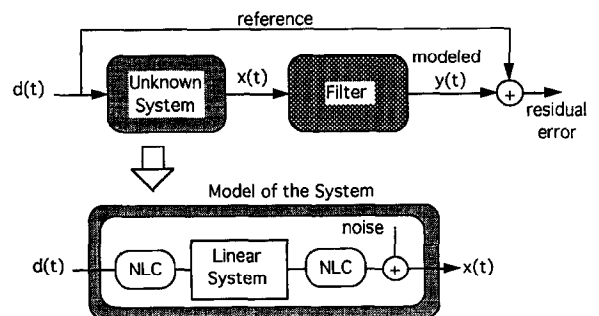 reference
modeled
d(t)
Unknown
System
x(t)
Filter
y(t)
+
residual
error
Model of the System
noise
d(t)
NLC
Linear
System
NLC
+
x(t)